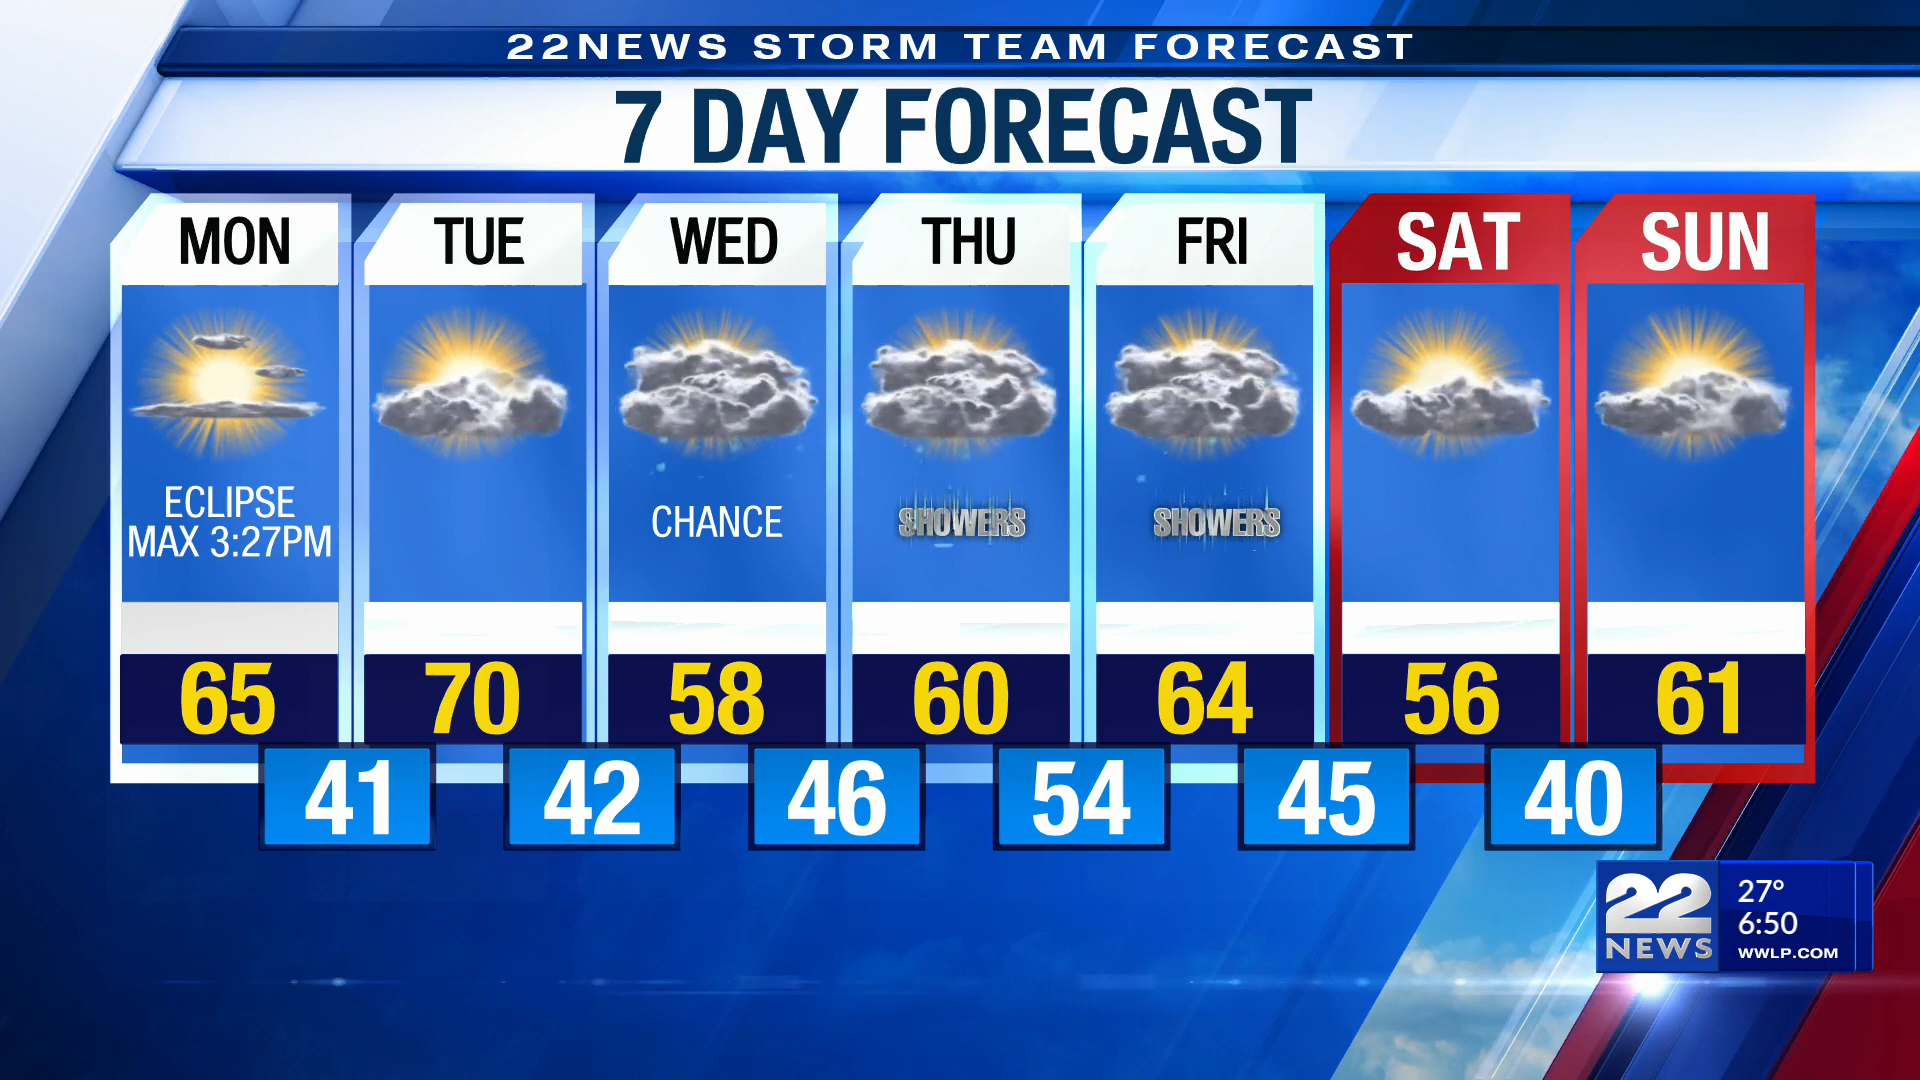 22NEWS STORM TEAM FORECAST
7 DAY FORECAST
MON TUE WED THU FRI SAT SUN
ECLIPSE
MAX 3:27PM
CHANCE SHOWERS SHOWERS
65 70 58 60 64 56 61
41 42 46 54 45 40
22
NEWS
27°
6:50
WWLP.COM